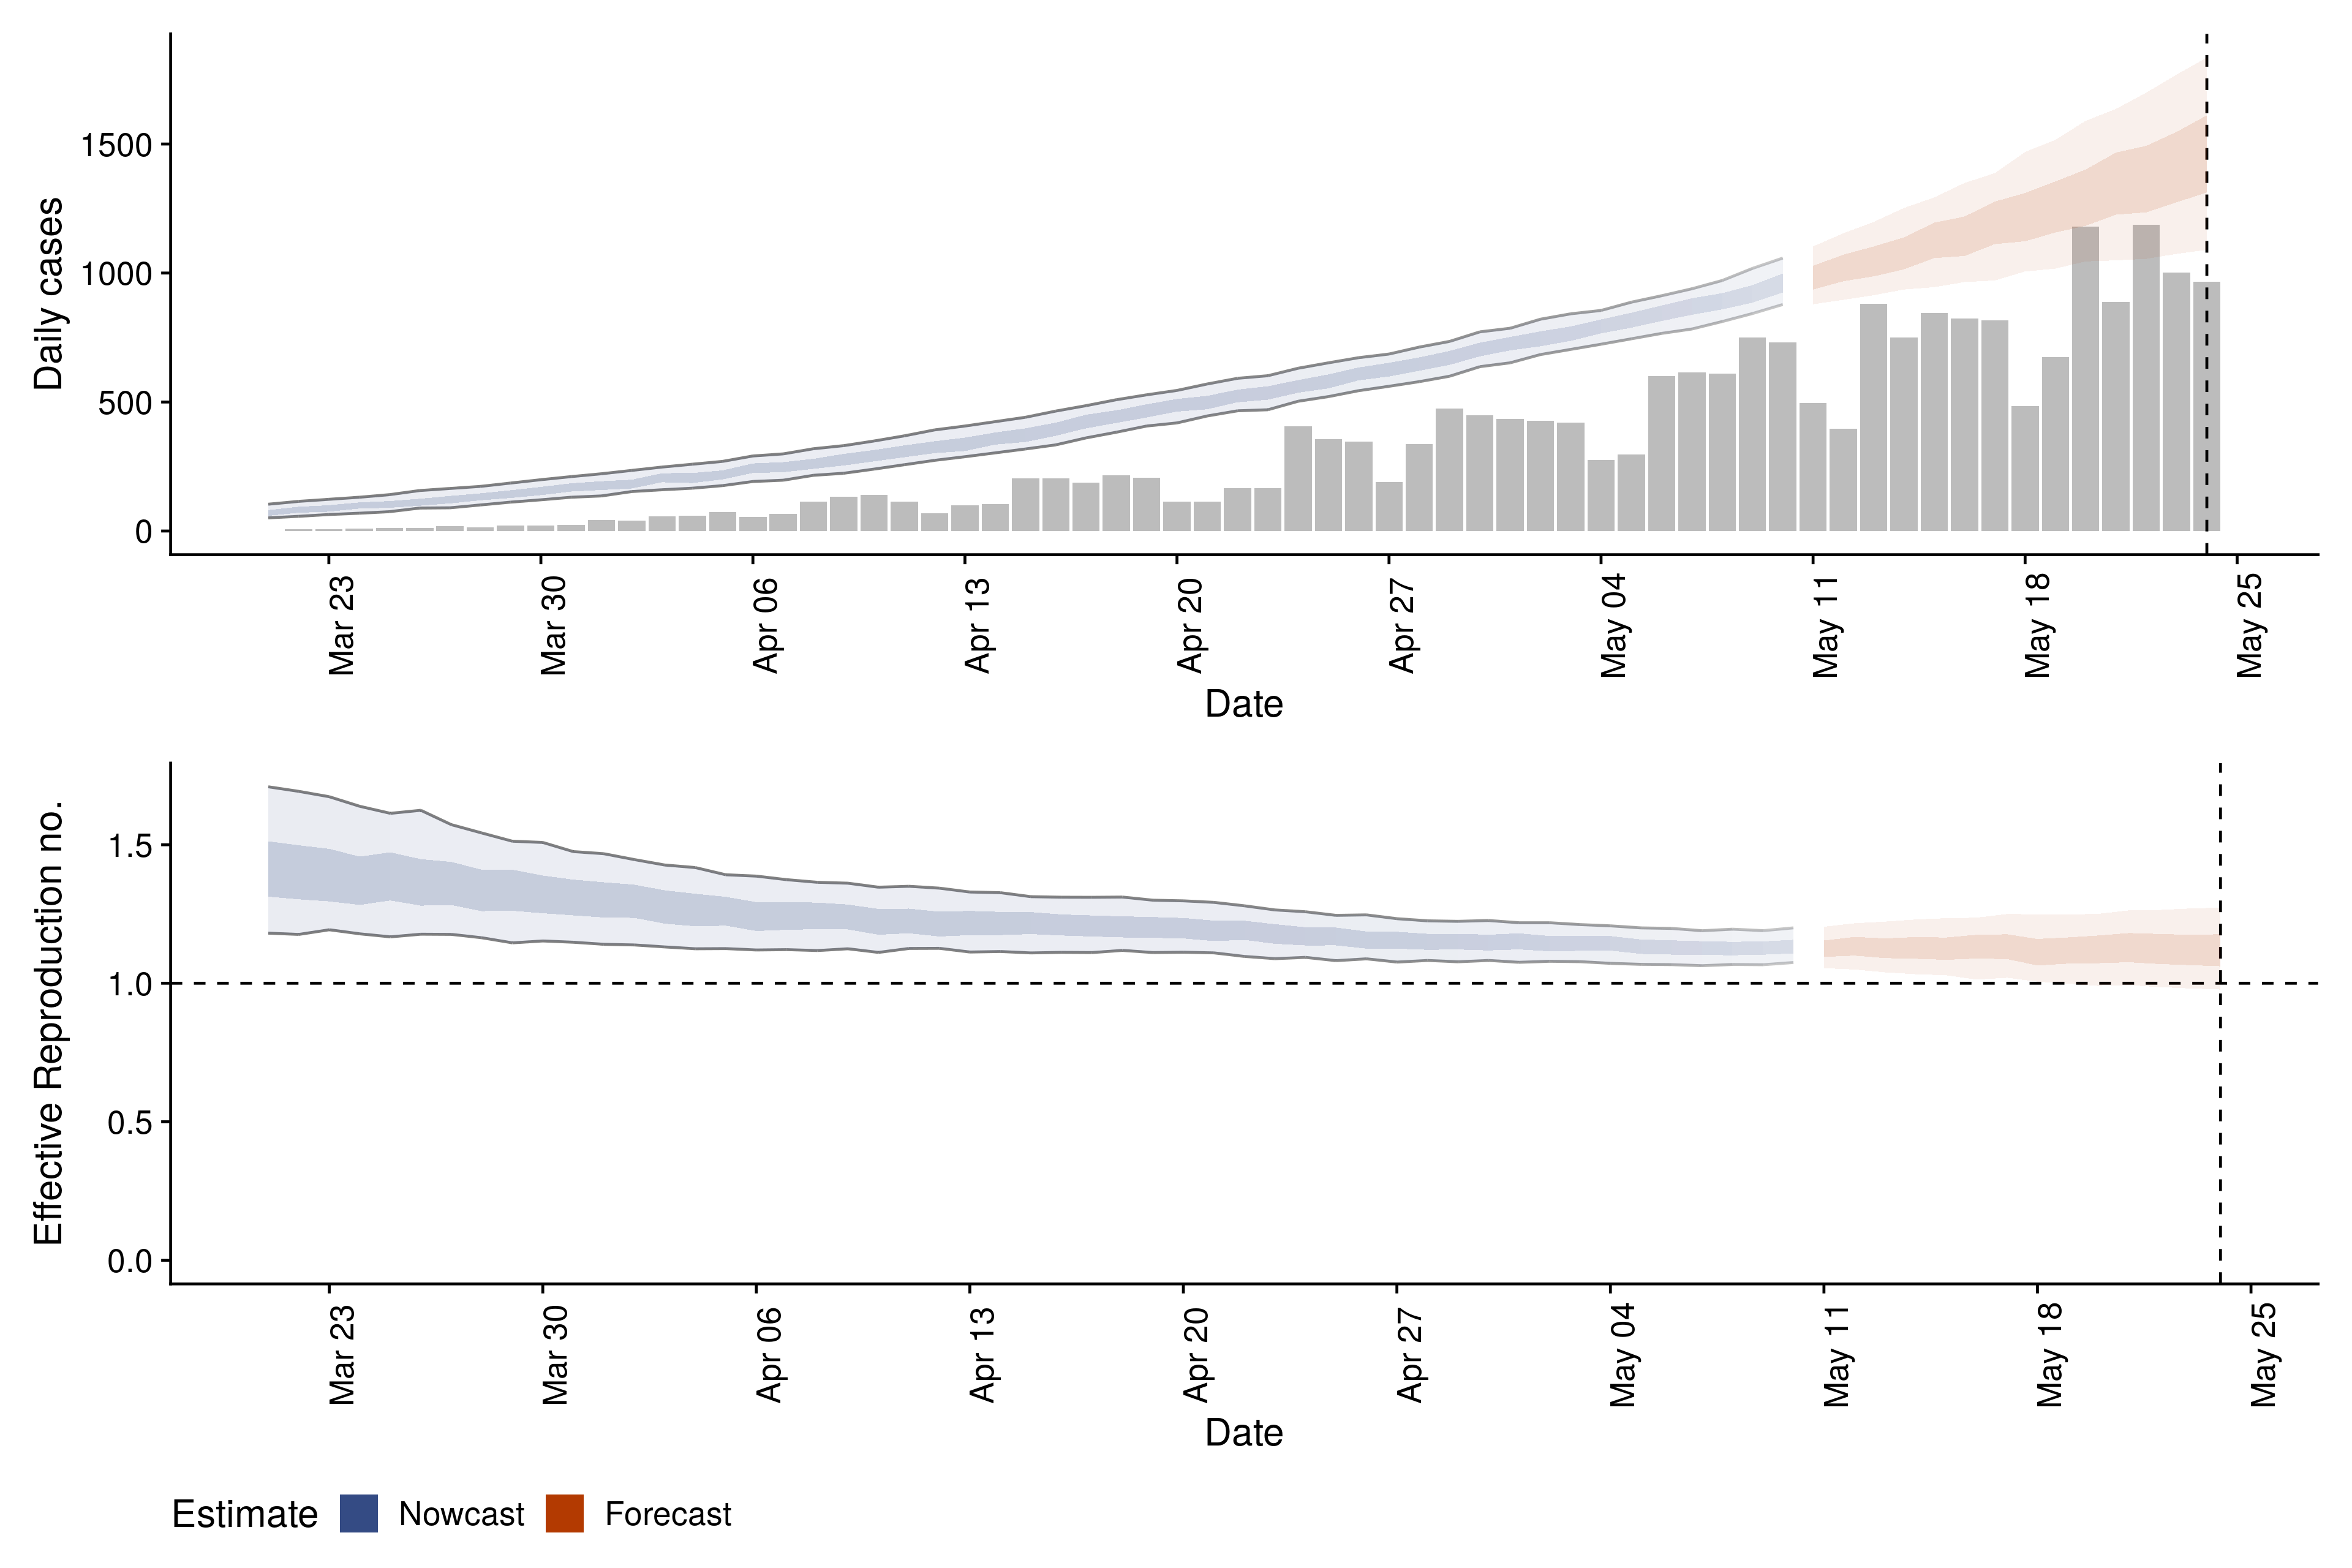 Daily cases
1500
1000
500
0
Mar 23
Mar 30
Apr 06
Apr 13
Apr 20
Apr 27
May 04
May 11
May 18
May 25
Date
Effective Reproduction no.
1.5
1.0
0.5
0.0
Mar 23
Mar 30
Apr 06
Apr 13
Apr 20
Apr 27
May 04
May 11
May 18
May 25
Date
Estimate Nowcast Forecast